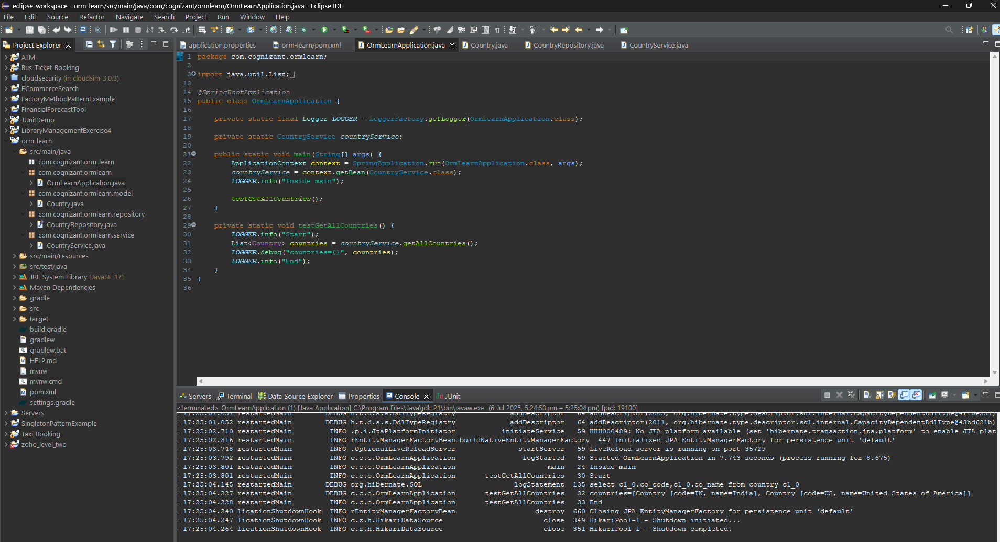 eclipse-workspace - orm-learn/src/main/java/com/cognizant/ormlearn/OrmLearnApplication.java - Eclipse IDE
File Edit Source Refactor Navigate Search Project Run Window Help
Project Explorer
ATM
Bus_Ticket_Booking
cloudsecurity (in cloudsim-3.0.3)
ECommerceSearch
FactoryMethodPatternExample
FinancialForecastTool
JUnitDemo
LibraryManagementExercise4
orm-learn
src/main/java
com.cognizant.orm_learn
com.cognizant.ormlearn
OrmLearnApplication.java
com.cognizant.ormlearn.model
Country.java
com.cognizant.ormlearn.repository
CountryRepository.java
com.cognizant.ormlearn.service
CountryService.java
src/main/resources
src/test/java
JRE System Library [JavaSE-17]
Maven Dependencies
gradle
src
target
build.gradle
gradlew
gradlew.bat
HELP.md
mvnw
mvnw.cmd
pom.xml
settings.gradle
Servers
SingletonPatternExample
Taxi_Booking
zoho_level_two
application.properties orm-learn/pom.xml OrmLearnApplication.java Country.java CountryRepository.java CountryService.java
1 package com.cognizant.ormlearn;
2
3 import java.util.List;
13
14 @SpringBootApplication
15 public class OrmLearnApplication {
16
17 private static final Logger LOGGER = LoggerFactory.getLogger(OrmLearnApplication.class);
18
19 private static CountryService countryService;
20
21 public static void main(String[] args) {
22 ApplicationContext context = SpringApplication.run(OrmLearnApplication.class, args);
23 countryService = context.getBean(CountryService.class);
24 LOGGER.info("Inside main");
25
26 testGetAllCountries();
27 }
28
29 private static void testGetAllCountries() {
30 LOGGER.info("Start");
31 List<Country> countries = countryService.getAllCountries();
32 LOGGER.debug("countries={}", countries);
33 LOGGER.info("End");
34 }
35 }
36
Servers Terminal Data Source Explorer Properties Console JUnit
<terminated> OrmLearnApplication (1) [Java Application] C:\Program Files\Java\jdk-21\bin\javaw.exe (6 Jul 2025, 5:24:53 pm – 5:25:04 pm) [pid: 19100]
17:25:01.051 restartedMain DEBUG h.t.d.s.s.DdlTypeRegistry addDescriptor 64 addDescriptor(2005, org.hibernate.type.descriptor.sql.internal.CapacityDependentDdlType@4110e237)
17:25:01.052 restartedMain DEBUG h.t.d.s.s.DdlTypeRegistry addDescriptor 64 addDescriptor(2011, org.hibernate.type.descriptor.sql.internal.CapacityDependentDdlType@43bd621b)
17:25:02.710 restartedMain INFO .p.i.JtaPlatformInitiator initiateService 59 HHH000489: No JTA platform available (set 'hibernate.transaction.jta.platform' to enable JTA plat
17:25:02.816 restartedMain INFO rEntityManagerFactoryBean buildNativeEntityManagerFactory 447 Initialized JPA EntityManagerFactory for persistence unit 'default'
17:25:03.748 restartedMain INFO .OptionalLiveReloadServer startServer 59 LiveReload server is running on port 35729
17:25:03.792 restartedMain INFO c.c.o.OrmLearnApplication logStarted 59 Started OrmLearnApplication in 7.743 seconds (process running for 8.675)
17:25:03.801 restartedMain INFO c.c.o.OrmLearnApplication main 24 Inside main
17:25:03.801 restartedMain INFO c.c.o.OrmLearnApplication testGetAllCountries 30 Start
17:25:04.145 restartedMain DEBUG org.hibernate.SQL logStatement 135 select c1_0.co_code,c1_0.co_name from country c1_0
17:25:04.227 restartedMain DEBUG c.c.o.OrmLearnApplication testGetAllCountries 32 countries=[Country [code=IN, name=India], Country [code=US, name=United States of America]]
17:25:04.228 restartedMain INFO c.c.o.OrmLearnApplication testGetAllCountries 33 End
17:25:04.240 licationShutdownHook INFO rEntityManagerFactoryBean destroy 660 Closing JPA EntityManagerFactory for persistence unit 'default'
17:25:04.247 licationShutdownHook INFO c.z.h.HikariDataSource close 349 HikariPool-1 - Shutdown initiated...
17:25:04.264 licationShutdownHook INFO c.z.h.HikariDataSource close 351 HikariPool-1 - Shutdown completed.